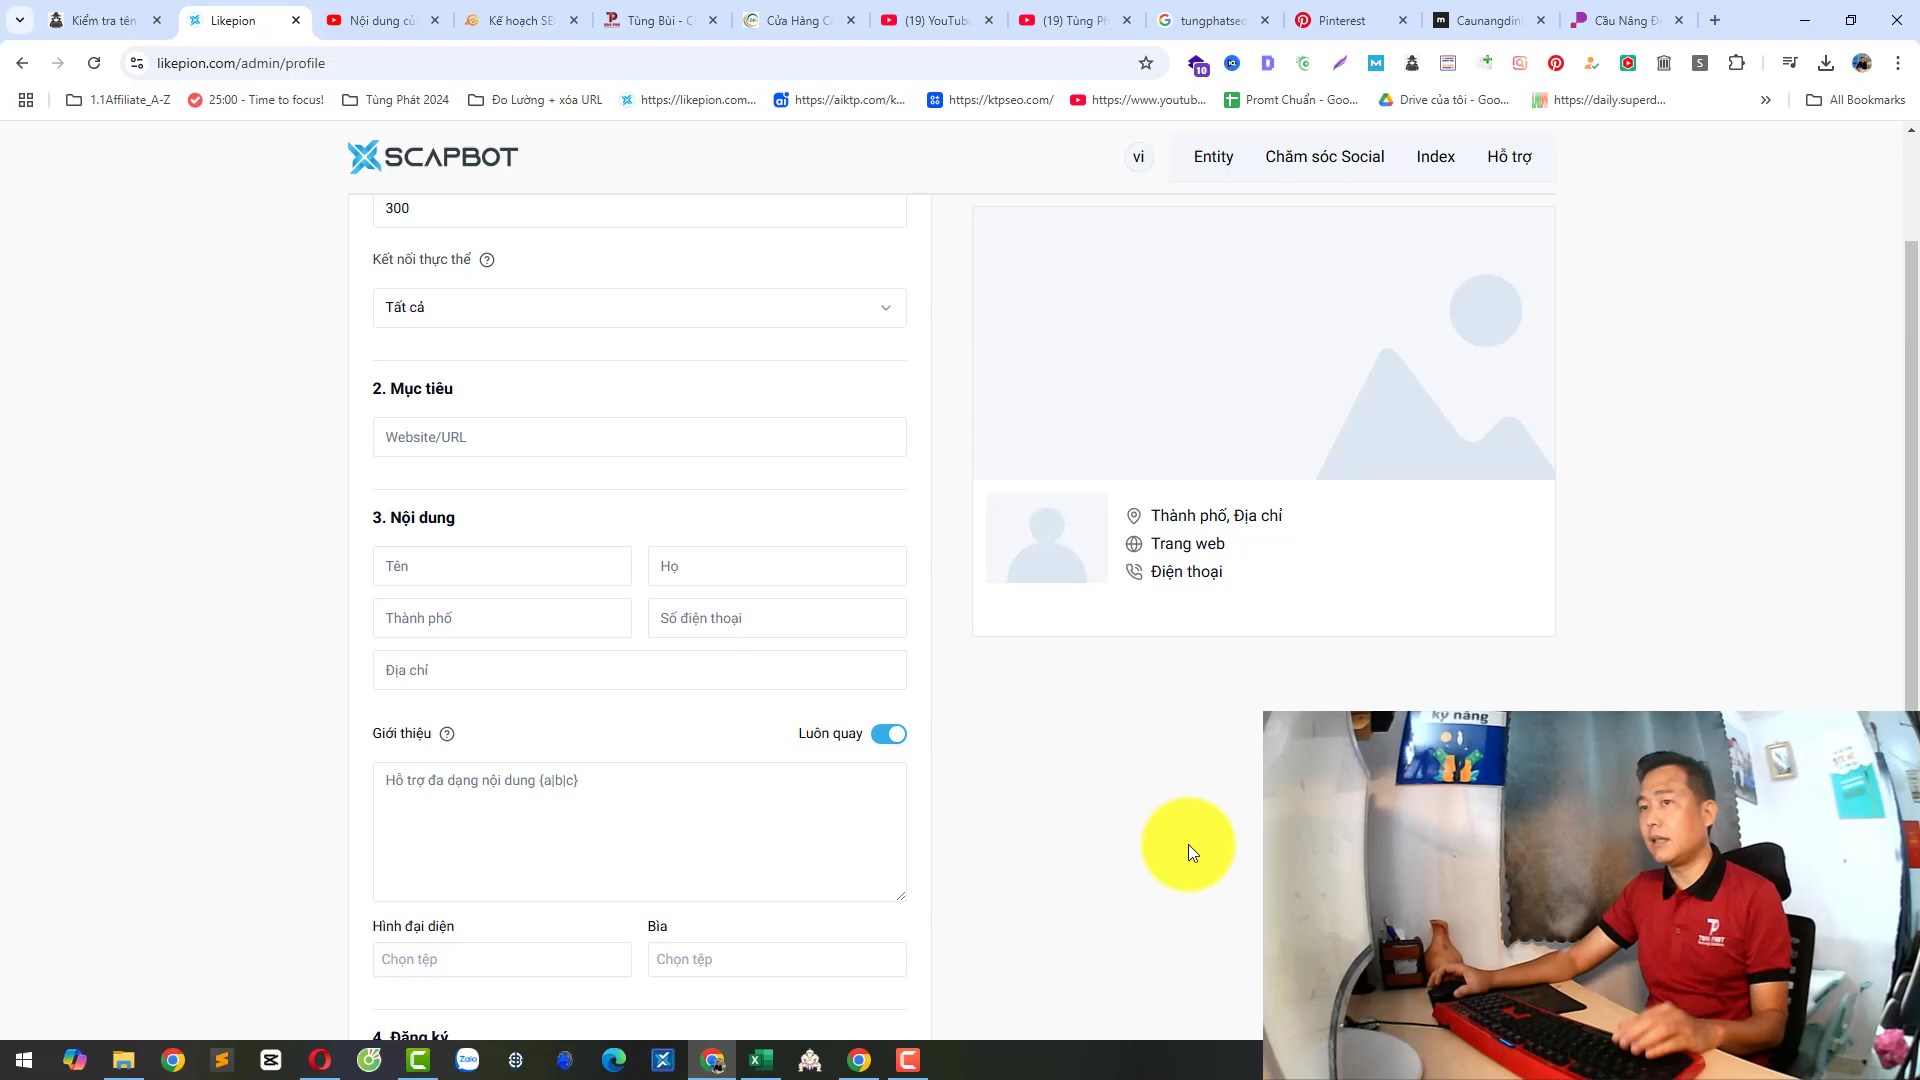 Kiểm tra tên
Likepion
Nội dung củ
Kế hoạch SE
Tùng Bùi - C
Cửa Hàng C
(19) YouTub
(19) Tùng Ph
tungphatsec
Pinterest
Caunangdin
Cầu Nâng Đ
likepion.com/admin/profile
10
1.1Affiliate_A-Z
25:00 - Time to focus!
Tùng Phát 2024
Đo Lường + xóa URL
https://likepion.com...
https://aiktp.com/k...
https://ktpseo.com/
https://www.youtub...
Promt Chuẩn - Goo...
Drive của tôi - Goo...
https://daily.superd...
All Bookmarks
SCAPBOT
vi
Entity
Chăm sóc Social
Index
Hỗ trợ
300
Kết nối thực thể
Tất cả
2. Mục tiêu
Website/URL
3. Nội dung
Tên
Họ
Thành phố
Số điện thoại
Địa chỉ
Giới thiệu
Luôn quay
Hỗ trợ đa dạng nội dung {a|b|c}
Hình đại diện
Bìa
Chọn tệp
Chọn tệp
4. Đăng ký
Thành phố, Địa chỉ
Trang web
Điện thoại
kỹ năng
Zalo